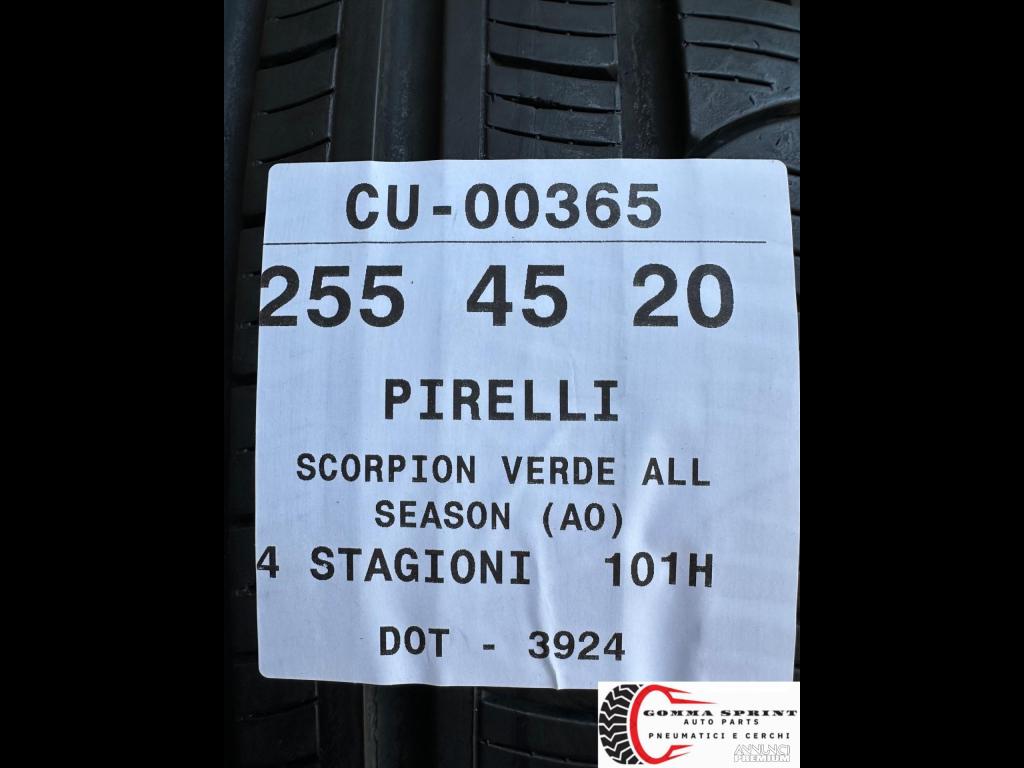 CU-00365
255 45 20
PIRELLI
SCORPION VERDE ALL
SEASON (AO)
4 STAGIONI 101H
DOT - 3924
GOMMA SPRINT
AUTO PARTS
PNEUMATICI E CERCHI
ANNUNCI
PREMIUM